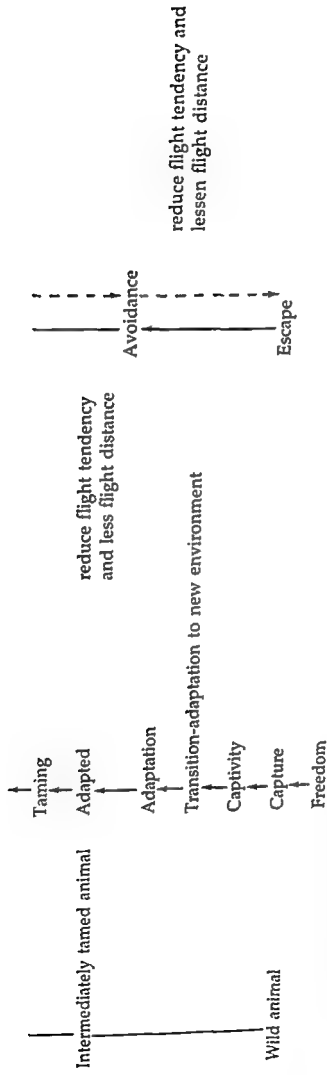 Intermediately tamed animal
Wild animal
Taming
Adapted
Adaptation
Transition-adaptation to new environment
Captivity
Capture
Freedom
reduce flight tendency
and less flight distance
Avoidance
Escape
reduce flight tendency and
lessen flight distance